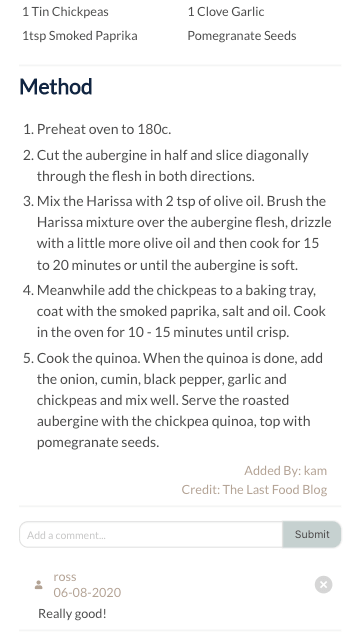 1 Tin Chickpeas
1 Clove Garlic
1tsp Smoked Paprika
Pomegranate Seeds
Method
1. Preheat oven to 180c.
2. Cut the aubergine in half and slice diagonally
through the flesh in both directions.
3. Mix the Harissa with 2 tsp of olive oil. Brush the
Harissa mixture over the aubergine flesh, drizzle
with a little more olive oil and then cook for 15
to 20 minutes or until the aubergine is soft.
4. Meanwhile add the chickpeas to a baking tray,
coat with the smoked paprika, salt and oil. Cook
in the oven for 10 - 15 minutes until crisp.
5. Cook the quinoa. When the quinoa is done, add
the onion, cumin, black pepper, garlic and
chickpeas and mix well. Serve the roasted
aubergine with the chickpea quinoa, top with
pomegranate seeds.
Added By: kam
Credit: The Last Food Blog
Add a comment...
Submit
ross
06-08-2020
Really good!